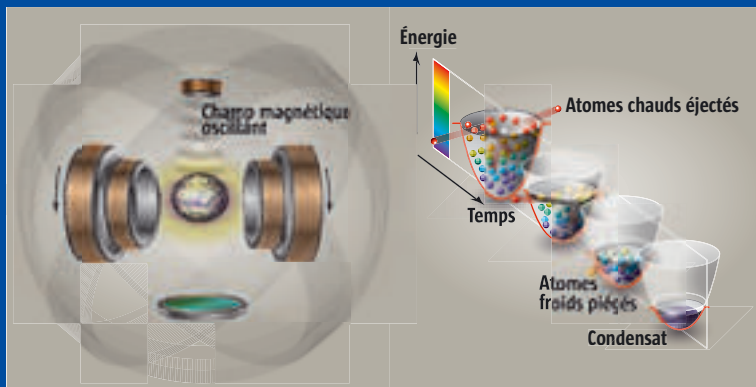 Champ magnétique
oscillant
Énergie
Atomes chauds éjectés
Temps
Atomes
froids piégés
Condensat